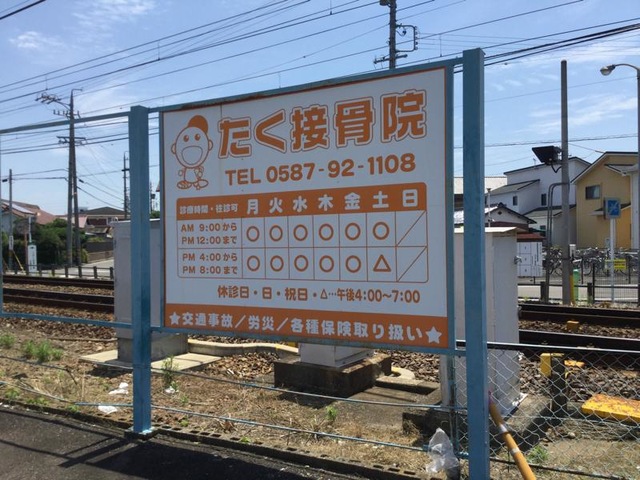 たく接骨院
TEL 0587-92-1108
診療時間・往診可 月 火 水 木 金 土 日
AM 9:00から
PM 12:00まで
○ ○ ○ ○ ○ ○ ／
PM 4:00から
PM 8:00まで
○ ○ ○ ○ ○ △ ／
休診日・日・祝日・△…午後4:00〜7:00
★交通事故／労災／各種保険取り扱い★